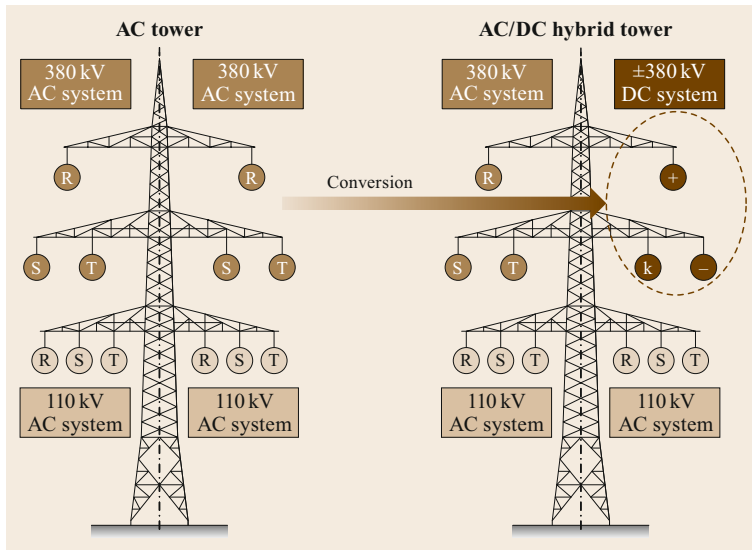 AC tower
380 kV
AC system
380 kV
AC system
R
R
S
T
S
T
R
S
T
R
S
T
110 kV
AC system
110 kV
AC system
Conversion
AC/DC hybrid tower
380 kV
AC system
±380 kV
DC system
R
+
S
T
k
–
R
S
T
R
S
T
110 kV
AC system
110 kV
AC system